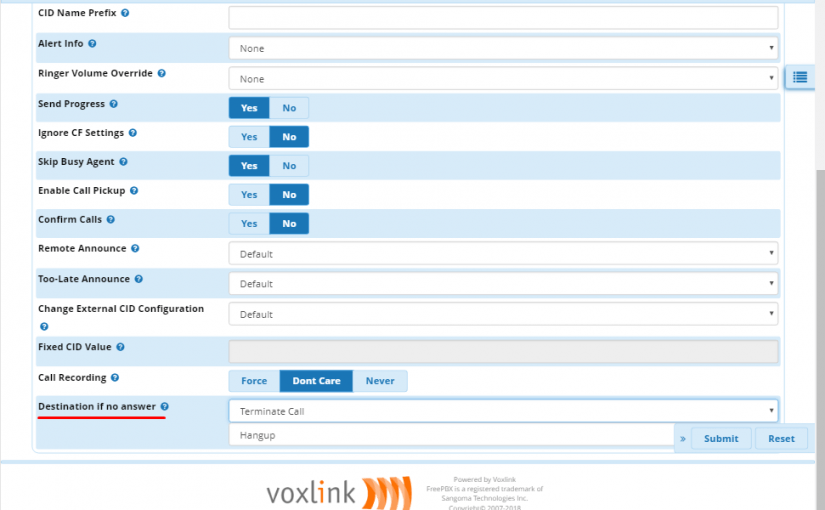 CID Name Prefix
Alert Info
None
Ringer Volume Override
None
Send Progress
Yes No
Ignore CF Settings
Yes No
Skip Busy Agent
Yes No
Enable Call Pickup
Yes No
Confirm Calls
Yes No
Remote Announce
Default
Too-Late Announce
Default
Change External CID Configuration
Default
Fixed CID Value
Call Recording
Force Dont Care Never
Destination if no answer
Terminate Call
Hangup
» Submit Reset
voxlink
Powered by Voxlink
FreePBX is a registered trademark of
Sangoma Technologies Inc.
Copyright© 2007-2018